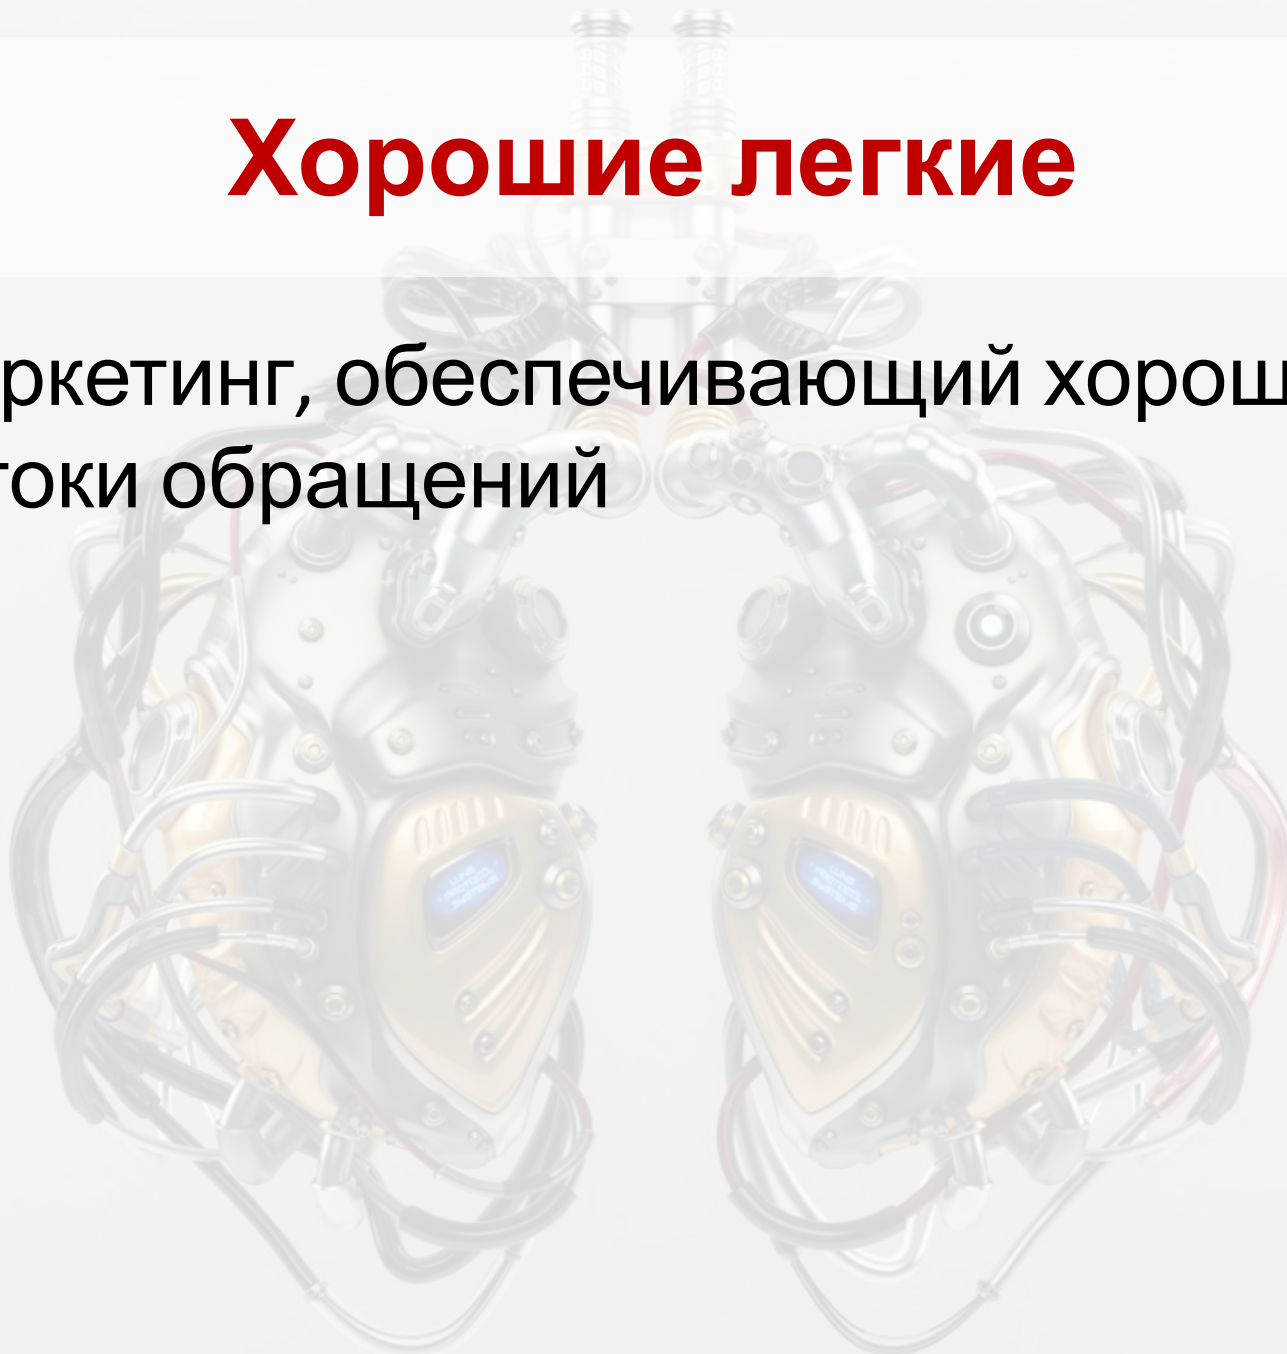 Хорошие легкие
ркетинг, обеспечивающий хорош
токи обращений